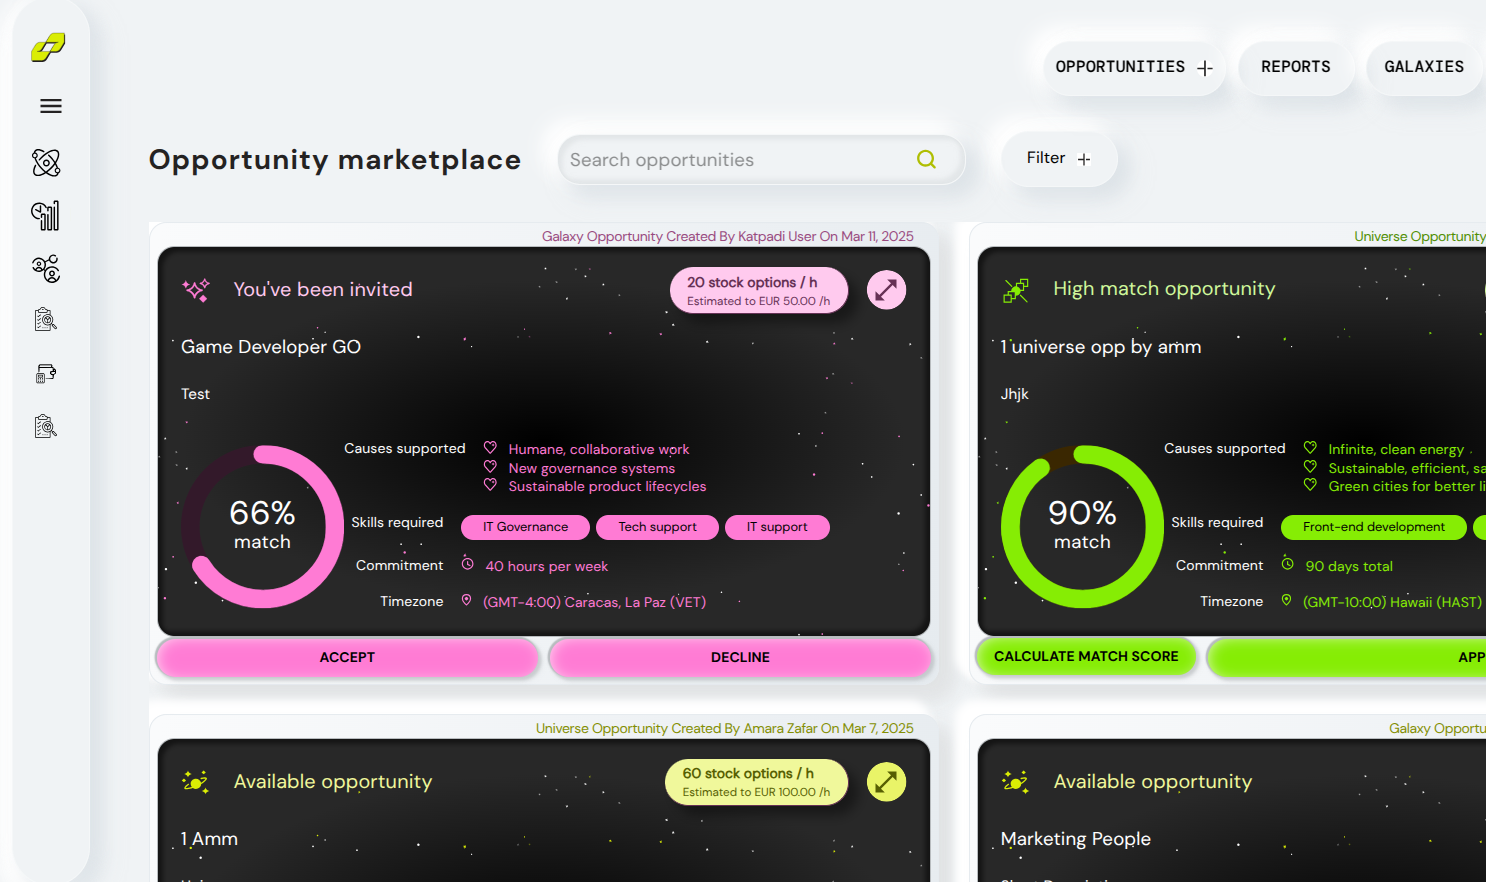 OPPORTUNITIES
REPORTS
GALAXIES
Opportunity marketplace
Search opportunities
Filter
Galaxy Opportunity Created By Katpadi User On Mar 11, 2025
You've been invited
20 stock options / h
Estimated to EUR 50.00 /h
Game Developer GO
Test
66%
match
Causes supported
Humane, collaborative work
New governance systems
Sustainable product lifecycles
Skills required
IT Governance
Tech support
IT support
Commitment
40 hours per week
Timezone
(GMT-4:00) Caracas, La Paz (VET)
ACCEPT
DECLINE
Universe Opportunity
High match opportunity
1 universe opp by amm
Jhjk
90%
match
Causes supported
Infinite, clean energy
Sustainable, efficient, sa
Green cities for better li
Skills required
Front-end development
Commitment
90 days total
Timezone
(GMT-10:00) Hawaii (HAST)
CALCULATE MATCH SCORE
APP
Universe Opportunity Created By Amara Zafar On Mar 7, 2025
Available opportunity
60 stock options / h
Estimated to EUR 100.00 /h
1 Amm
Galaxy Opportu
Available opportunity
Marketing People